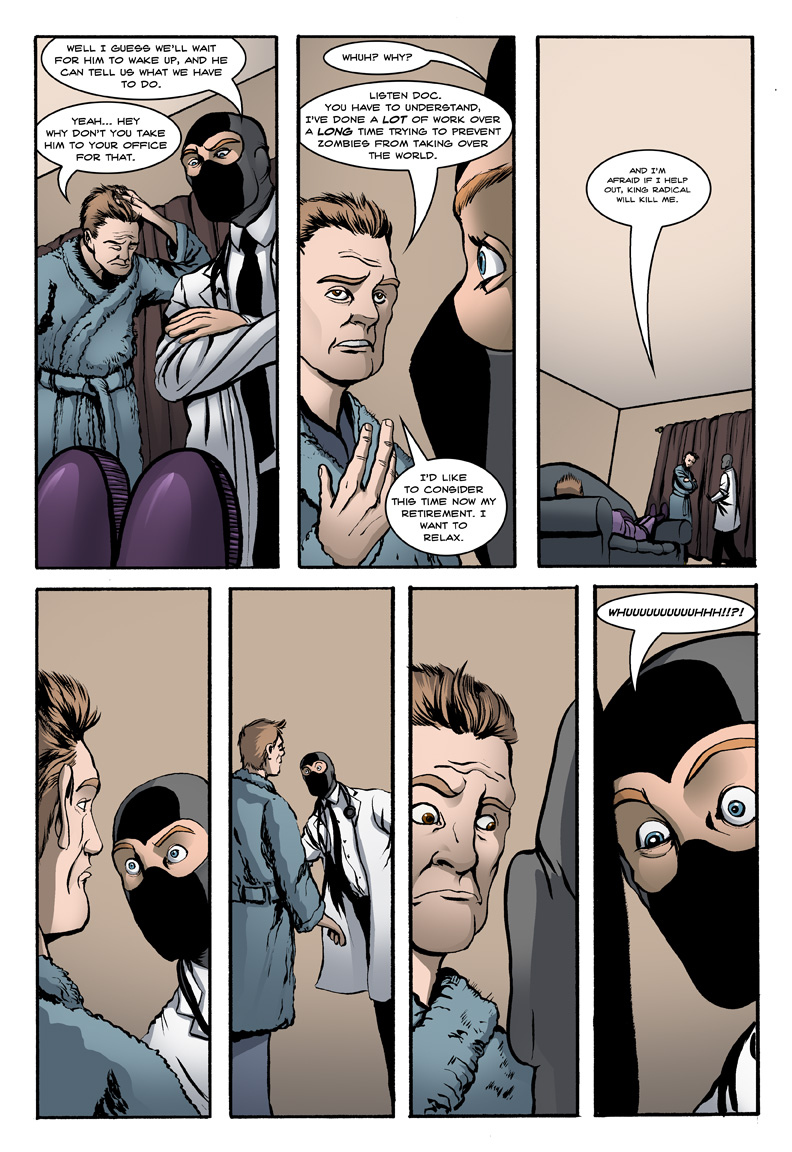 WELL I GUESS WE'LL WAIT
FOR HIM TO WAKE UP, AND HE
CAN TELL US WHAT WE HAVE
TO DO.
YEAH... HEY
WHY DON'T YOU TAKE
HIM TO YOUR OFFICE
FOR THAT.
WHUH? WHY?
LISTEN DOC.
YOU HAVE TO UNDERSTAND,
I'VE DONE A LOT OF WORK OVER
A LONG TIME TRYING TO PREVENT
ZOMBIES FROM TAKING OVER
THE WORLD.
I'D LIKE
TO CONSIDER
THIS TIME NOW MY
RETIREMENT. I
WANT TO
RELAX.
AND I'M
AFRAID IF I HELP
OUT, KING RADICAL
WILL KILL ME.
WHUUUUUUUUUUHHH!!?!